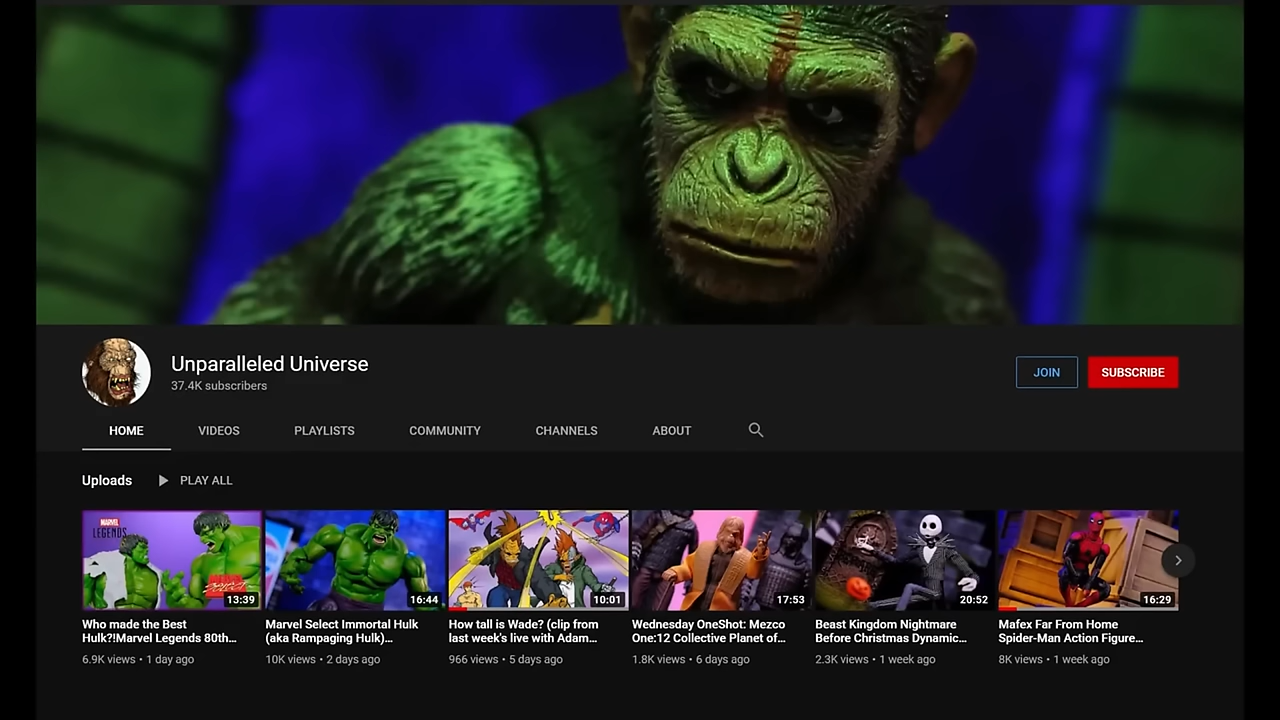 Unparalleled Universe
37.4K subscribers
JOIN
SUBSCRIBE
HOME
VIDEOS
PLAYLISTS
COMMUNITY
CHANNELS
ABOUT
Uploads
PLAY ALL
MARVEL
LEGENDS
13:39
16:44
10:01
17:53
20:52
16:29
Who made the Best
Hulk?!Marvel Legends 80th...
6.9K views • 1 day ago
Marvel Select Immortal Hulk
(aka Rampaging Hulk)...
10K views • 2 days ago
How tall is Wade? (clip from
last week's live with Adam...
966 views • 5 days ago
Wednesday OneShot: Mezco
One:12 Collective Planet of...
1.8K views • 6 days ago
Beast Kingdom Nightmare
Before Christmas Dynamic...
2.3K views • 1 week ago
Mafex Far From Home
Spider-Man Action Figure...
8K views • 1 week ago